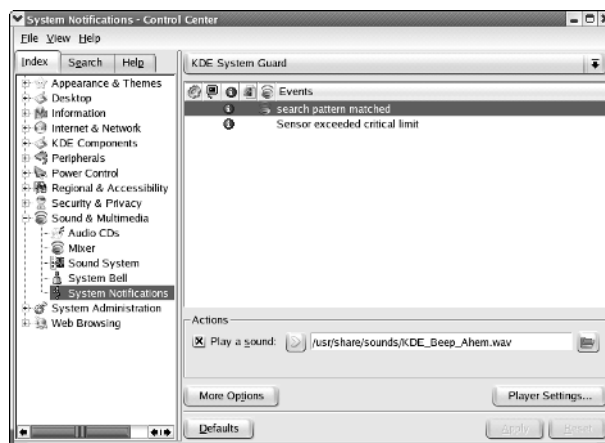 System Notifications - Control Center
File View Help
Index Search Help
Appearance & Themes
Desktop
Information
Internet & Network
KDE Components
Peripherals
Power Control
Regional & Accessibility
Security & Privacy
Sound & Multimedia
Audio CDs
Mixer
Sound System
System Bell
System Notifications
System Administration
Web Browsing
KDE System Guard
Events
search pattern matched
Sensor exceeded critical limit
Actions
Play a sound: /usr/share/sounds/KDE_Beep_Ahem.wav
More Options Player Settings...
Defaults Apply Reset